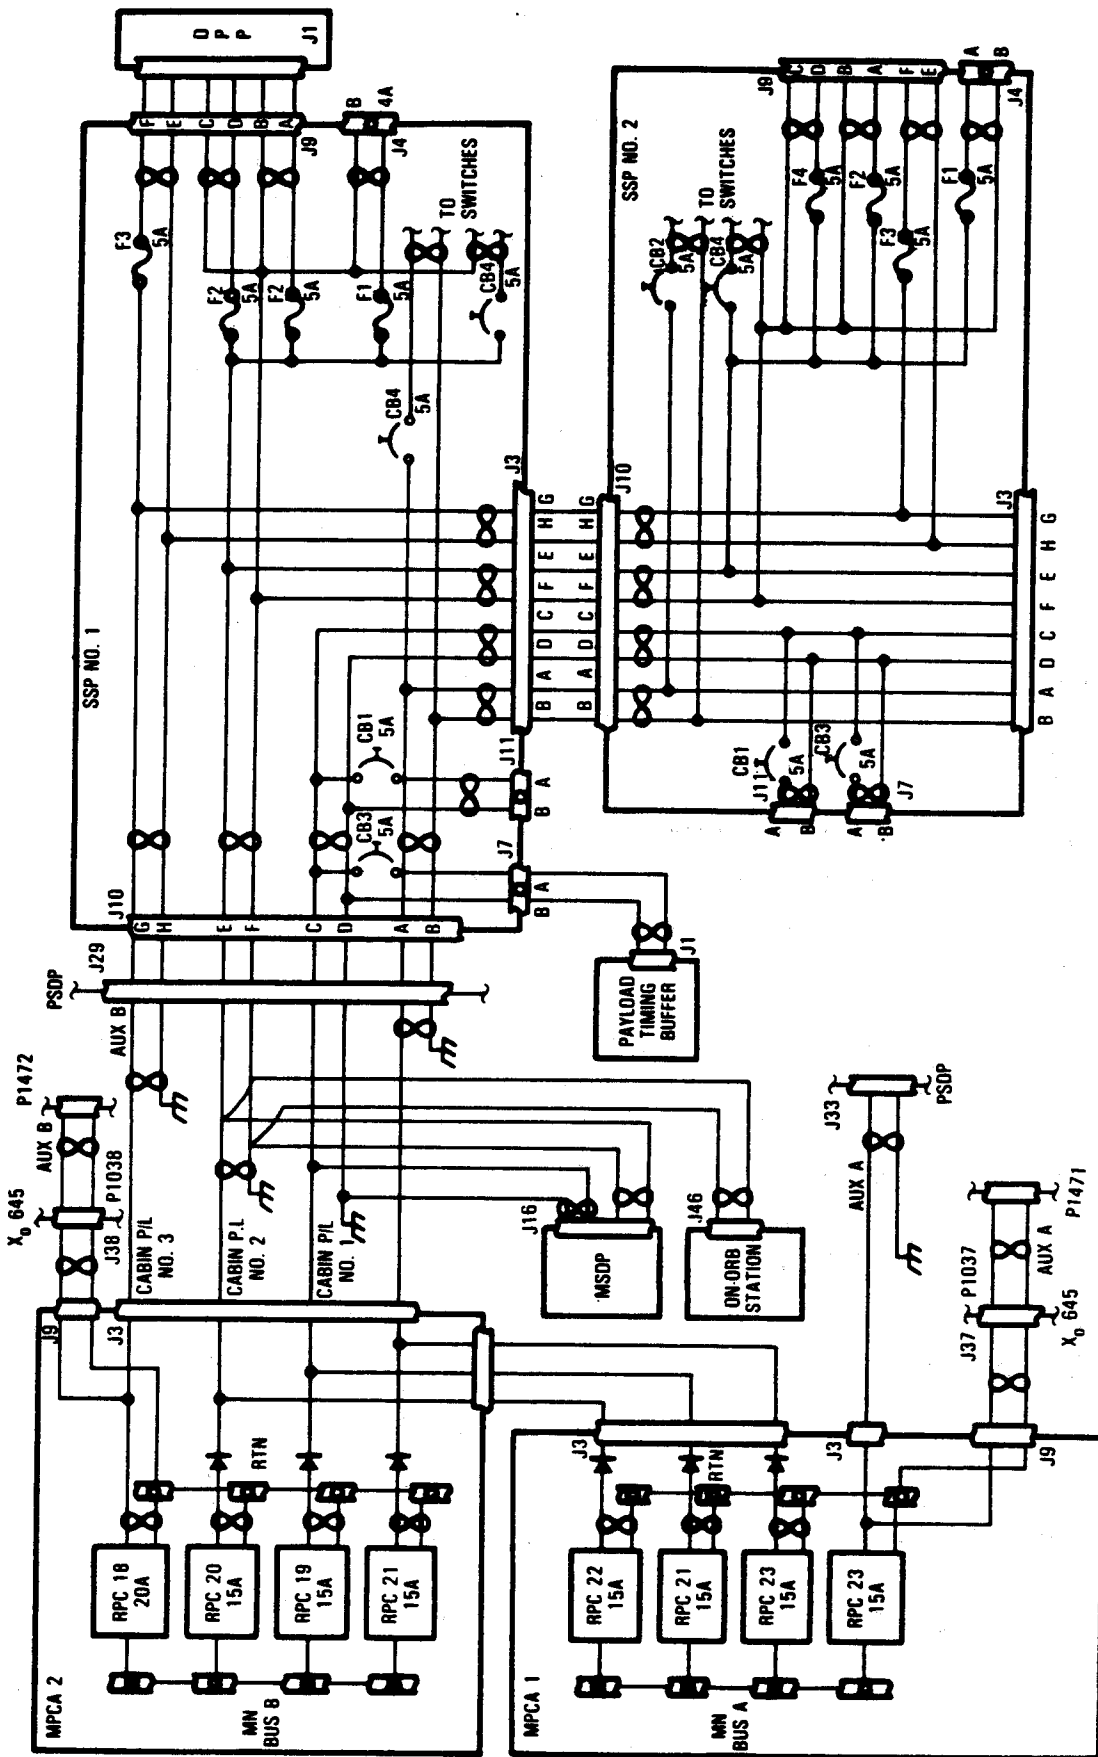 MPCA 2
MN
BUS B
RPC 18
20A
RPC 20
15A
RPC 19
15A
RPC 21
15A
RTN
J9
J3
X₀ 645
J38
P1038
AUX B
P1472
CABIN P/L
NO. 3
CABIN P.L
NO. 2
CABIN P/L
NO. 1
AUX B
PSDP
J29
J10
G
H
E
F
C
D
A
B
SSP NO. 1
CB3
5A
CB1
5A
J7
B
A
J11
B
A
J3
B
A
D
C
F
E
H
G
CB4
5A
CB4
5A
TO
SWITCHES
F3
5A
F2
5A
F2
5A
F1
5A
F
E
C
D
B
A
J9
B
4A
J4
D
P
P
J1
MPCA 1
MN
BUS A
RPC 22
15A
RPC 21
15A
RPC 23
15A
RPC 23
15A
RTN
J3
J3
J9
J37
P1037
X₀ 645
AUX A
P1471
AUX A
J33
PSDP
J16
MSDP
J46
ON-ORB
STATION
PAYLOAD
TIMING
BUFFER
J1
SSP NO. 2
J10
B
A
D
C
F
E
H
G
J11
A
B
CB1
5A
J7
A
B
CB3
5A
CB2
5A
CB4
5A
TO
SWITCHES
F4
5A
F2
5A
F3
5A
F1
5A
J9
C
D
B
A
F
E
J4
A
B
J3
B
A
D
C
F
E
H
G